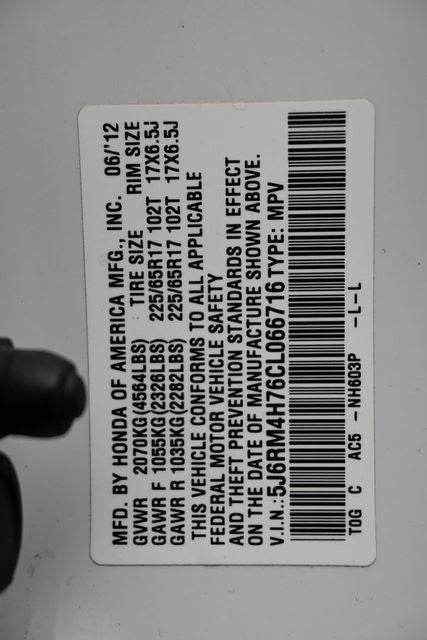 MFD. BY HONDA OF AMERICA MFG., INC. 06/'12
GVWR 2070KG(4564LBS) TIRE SIZE RIM SIZE
GAWR F 1055KG(2326LBS) 225/65R17 102T 17X6.5J
GAWR R 1035KG(2282LBS) 225/65R17 102T 17X6.5J
THIS VEHICLE CONFORMS TO ALL APPLICABLE
FEDERAL MOTOR VEHICLE SAFETY
AND THEFT PREVENTION STANDARDS IN EFFECT
ON THE DATE OF MANUFACTURE SHOWN ABOVE.
V.I.N.:5J6RM4H76CL066716 TYPE: MPV
TOG C AC5 -NH603P -L-L